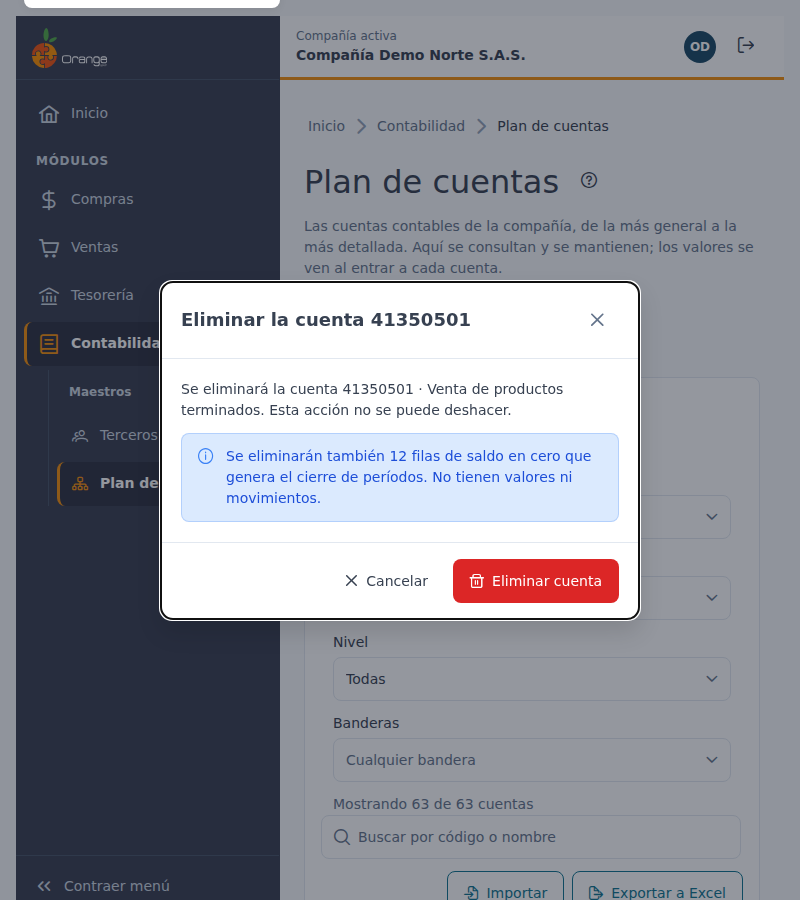 Orange
Compañía activa
Compañía Demo Norte S.A.S.
OD
Inicio
MÓDULOS
Compras
Ventas
Tesorería
Maestros
Terceros
Inicio
Contabilidad
Plan de cuentas
Plan de cuentas
Las cuentas contables de la compañía, de la más general a la
más detallada. Aquí se consultan y se mantienen; los valores se
ven al entrar a cada cuenta.
Eliminar la cuenta 41350501
Se eliminará la cuenta 41350501 · Venta de productos
terminados. Esta acción no se puede deshacer.
Se eliminarán también 12 filas de saldo en cero que
genera el cierre de períodos. No tienen valores ni
movimientos.
Cancelar
Eliminar cuenta
Plan de
Nivel
Todas
Banderas
Cualquier bandera
Mostrando 63 de 63 cuentas
Buscar por código o nombre
Importar
Exportar a Excel
Contraer menú